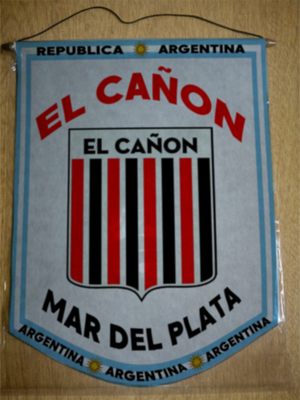 REPUBLICA ARGENTINA
EL CAÑON
EL CAÑON
MAR DEL PLATA
ARGENTINA ARGENTINA ARGENTINA